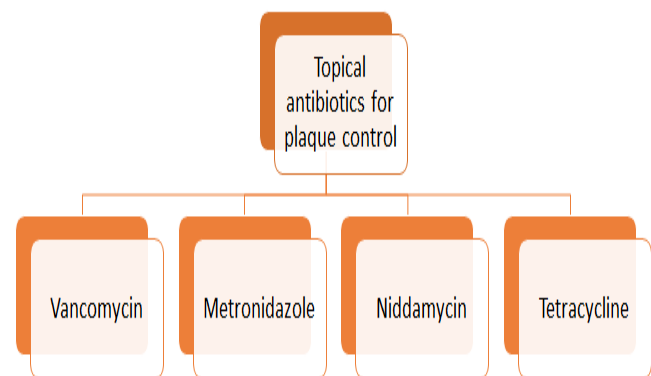 Topical
antibiotics for
plaque control
Vancomycin
Metronidazole
Niddamycin
Tetracycline